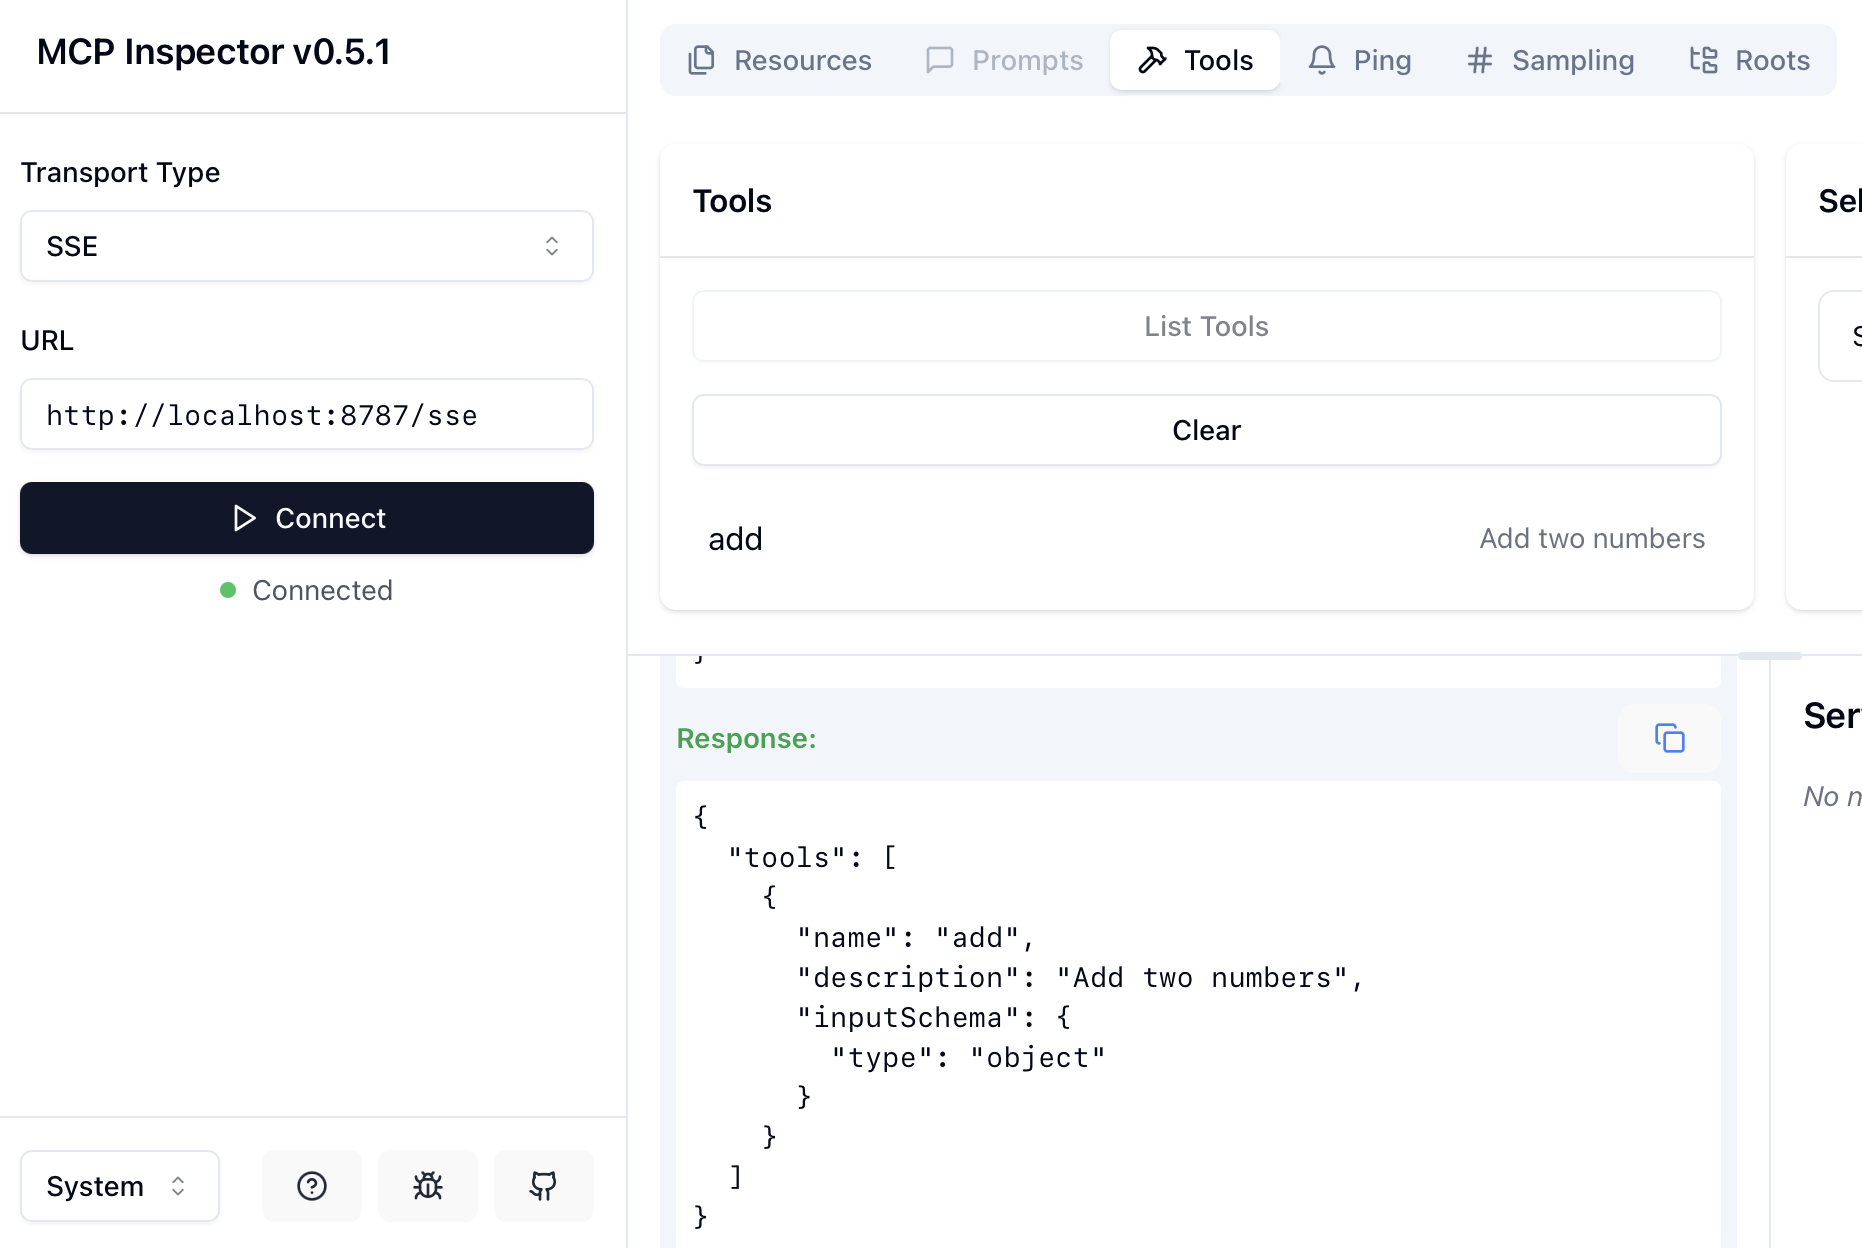 MCP Inspector v0.5.1
Transport Type
SSE
URL
http://localhost:8787/sse
Connect
Connected
System
Resources
Prompts
Tools
Ping
Sampling
Roots
Tools
List Tools
Clear
add
Add two numbers
}
Response:
{
"tools": [
{
"name": "add",
"description": "Add two numbers",
"inputSchema": {
"type": "object"
}
}
]
}
Sel
Ser
No n